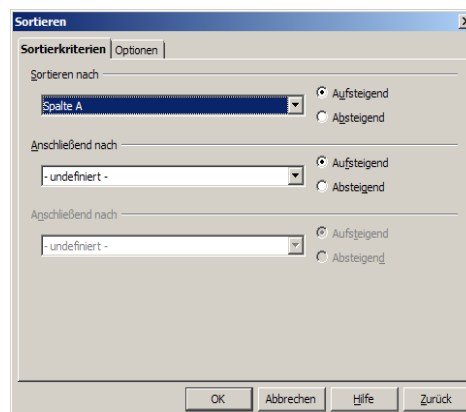 Sortieren
Sortierkriterien Optionen
Sortieren nach
Spalte A
Aufsteigend
Absteigend
Anschließend nach
- undefiniert -
Aufsteigend
Absteigend
Anschließend nach
- undefiniert -
Aufsteigend
Absteigend
OK Abbrechen Hilfe Zurück